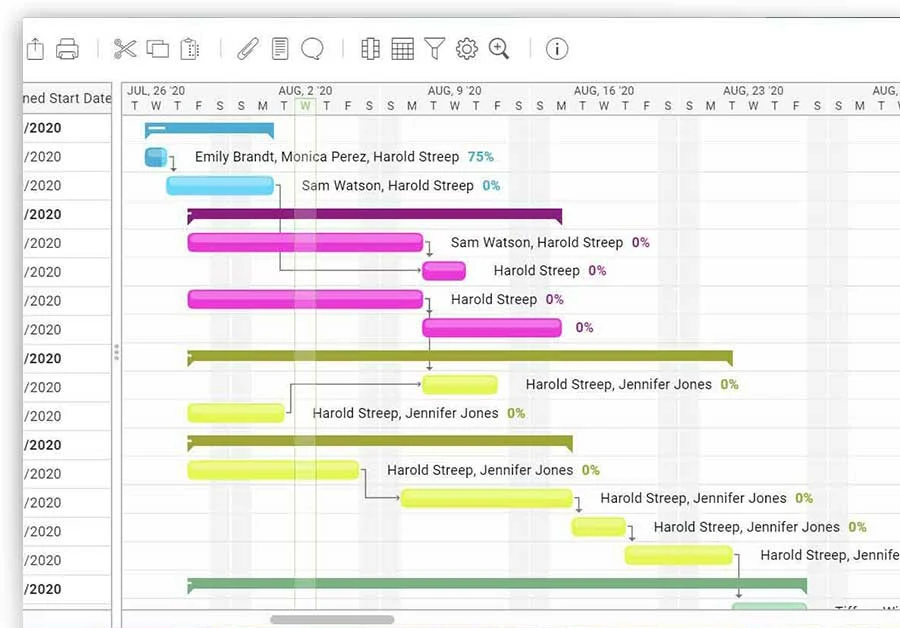 JUL, 26 '20 AUG, 2 '20 AUG, 9 '20 AUG, 16 '20 AUG, 23 '20 AUG,
ned Start Date T W T F S S M T W T F S S M T W T F S S M T W T F S S M T W T F S S M T
/2020
/2020 Emily Brandt, Monica Perez, Harold Streep 75%
/2020 Sam Watson, Harold Streep 0%
/2020
/2020 Sam Watson, Harold Streep 0%
/2020 Harold Streep 0%
/2020 Harold Streep 0%
/2020 0%
/2020
/2020 Harold Streep, Jennifer Jones 0%
/2020 Harold Streep, Jennifer Jones 0%
/2020
/2020 Harold Streep, Jennifer Jones 0%
/2020 Harold Streep, Jennifer Jones 0%
/2020 Harold Streep, Jennifer Jones 0%
/2020 Harold Streep, Jennife
/2020